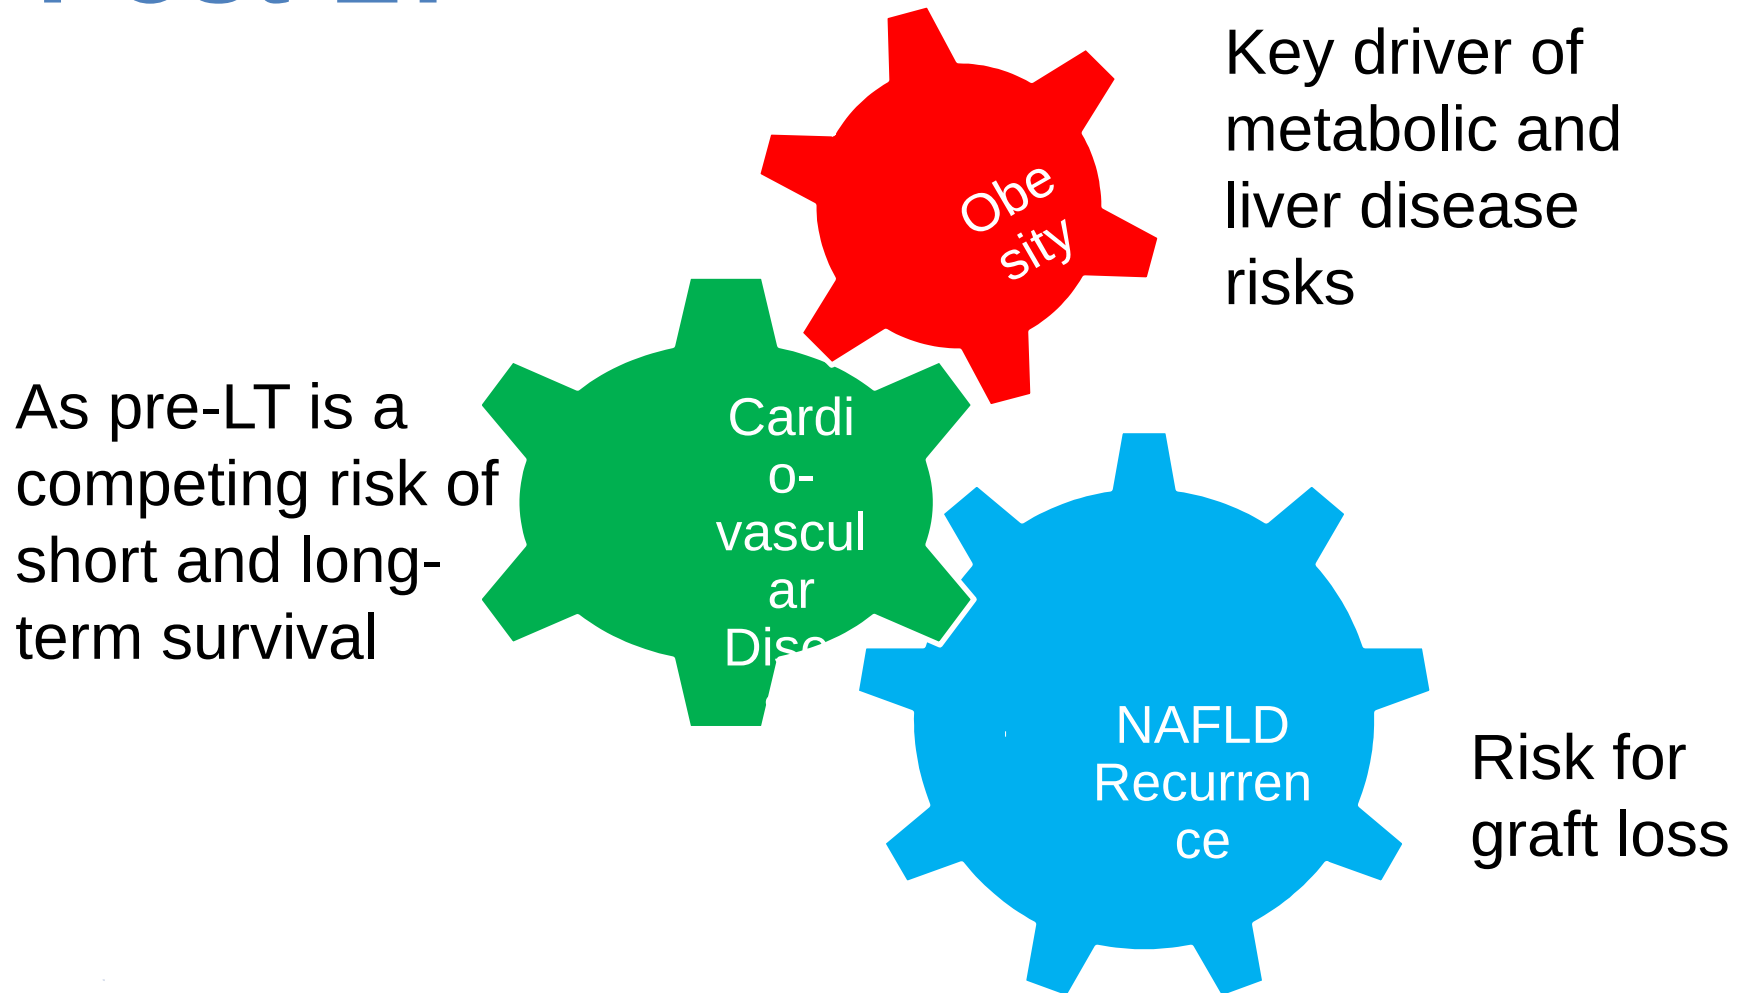 Key driver of
metabolic and
liver disease
risks
Obe
sity
As pre-LT is a
competing risk of
short and long-
term survival
Cardi
o-
vascul
ar
NAFLD
Recurren
ce
Risk for
graft loss